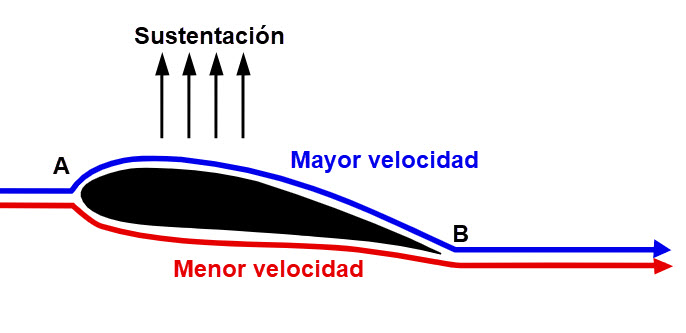 Sustentación
A
Mayor velocidad
B
Menor velocidad